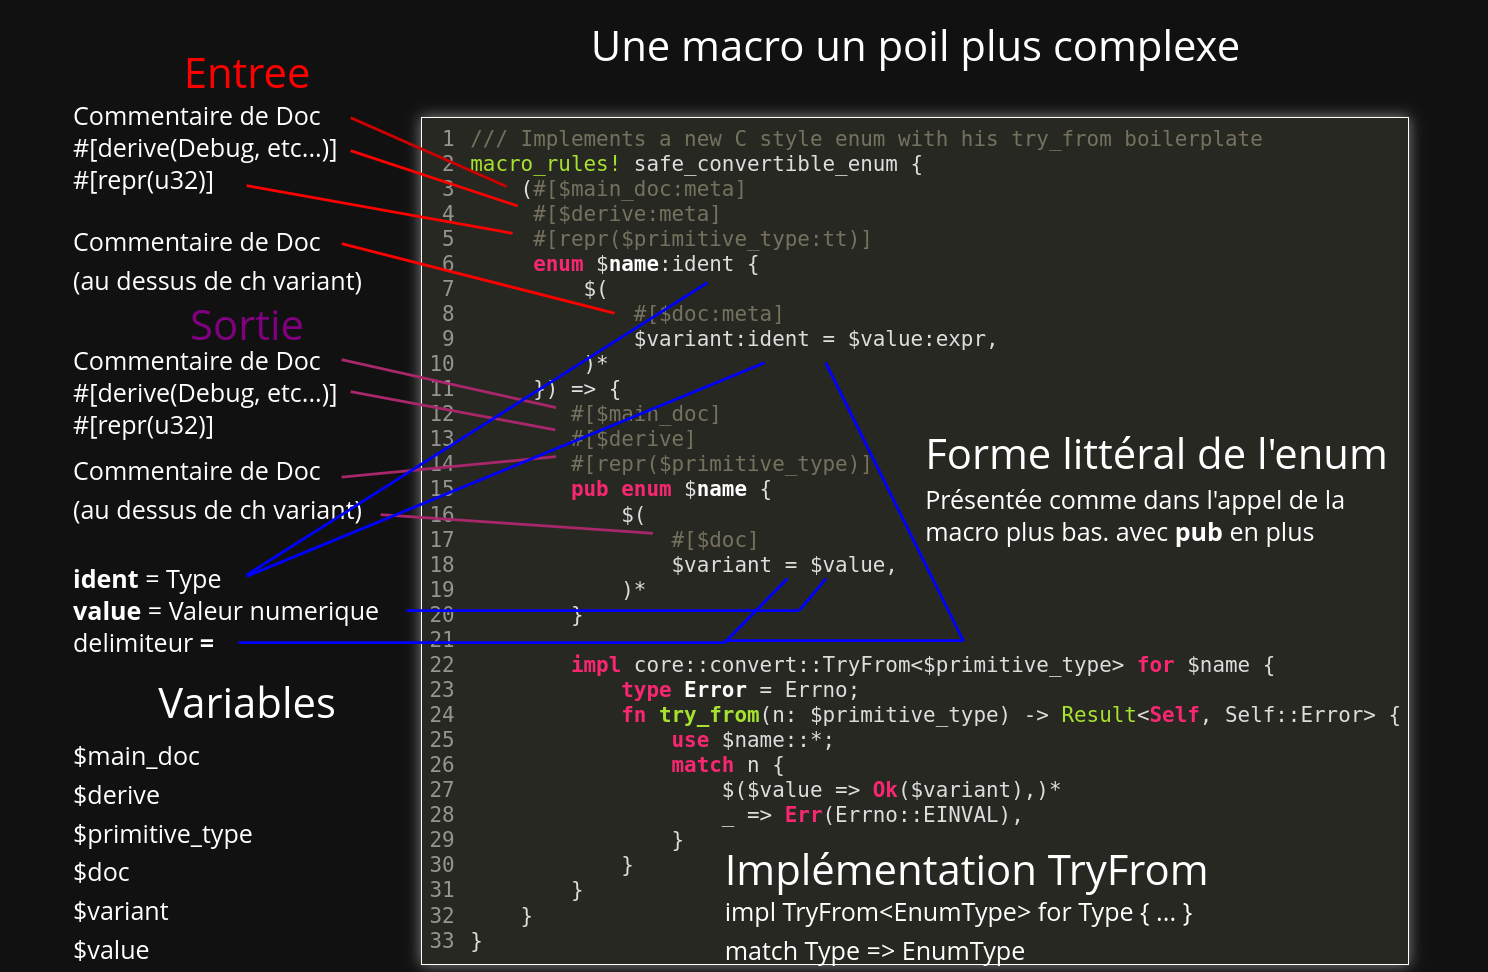 Une macro un poil plus complexe
Entree
Commentaire de Doc
#[derive(Debug, etc...)]
#[repr(u32)]
Commentaire de Doc
(au dessus de ch variant)
Sortie
Commentaire de Doc
#[derive(Debug, etc...)]
#[repr(u32)]
Commentaire de Doc
(au dessus de ch variant)
ident = Type
value = Valeur numerique
delimiteur =
Variables
$main_doc
$derive
$primitive_type
$doc
$variant
$value
1 /// Implements a new C style enum with his try_from boilerplate
2 macro_rules! safe_convertible_enum {
3     (#[$main_doc:meta]
4      #[$derive:meta]
5      #[repr($primitive_type:tt)]
6      enum $name:ident {
7          $(
8              #[$doc:meta]
9              $variant:ident = $value:expr,
10          )*
11      }) => {
12         #[$main_doc]
13         #[$derive]
14         #[repr($primitive_type)]
15         pub enum $name {
16             $(
17                 #[$doc]
18                 $variant = $value,
19             )*
20         }
21
22         impl core::convert::TryFrom<$primitive_type> for $name {
23             type Error = Errno;
24             fn try_from(n: $primitive_type) -> Result<Self, Self::Error> {
25                 use $name::*;
26                 match n {
27                     $($value => Ok($variant),)*
28                     _ => Err(Errno::EINVAL),
29                 }
30             }
31         }
32     }
33 }
Forme littéral de l'enum
Présentée comme dans l'appel de la
macro plus bas. avec pub en plus
Implémentation TryFrom
impl TryFrom<EnumType> for Type { ... }
match Type => EnumType